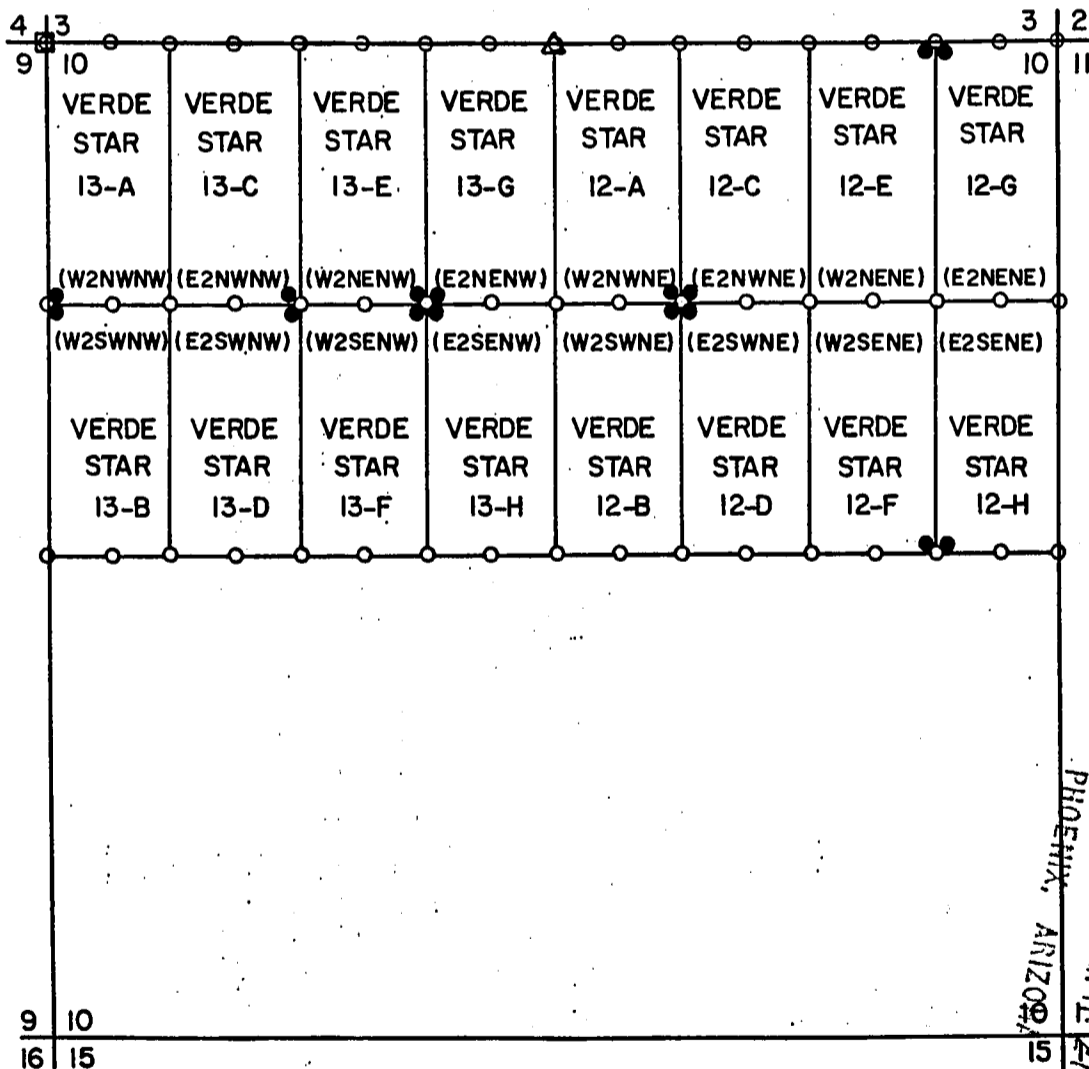 4 3
3 2
9 10
10 11
VERDE VERDE VERDE VERDE VERDE VERDE VERDE VERDE
STAR STAR STAR STAR STAR STAR STAR STAR
13-A 13-C 13-E 13-G 12-A 12-C 12-E 12-G
(W2NWNW) (E2NWNW) (W2NENW) (E2NENW) (W2NWNE) (E2NWNE) (W2NENE) (E2NENE)
(W2SWNW) (E2SWNW) (W2SENW) (E2SENW) (W2SWNE) (E2SWNE) (W2SENE) (E2SENE)
VERDE VERDE VERDE VERDE VERDE VERDE VERDE VERDE
STAR STAR STAR STAR STAR STAR STAR STAR
13-B 13-D 13-F 13-H 12-B 12-D 12-F 12-H
PHOENIX, ARIZONA
9 10
16 15
15